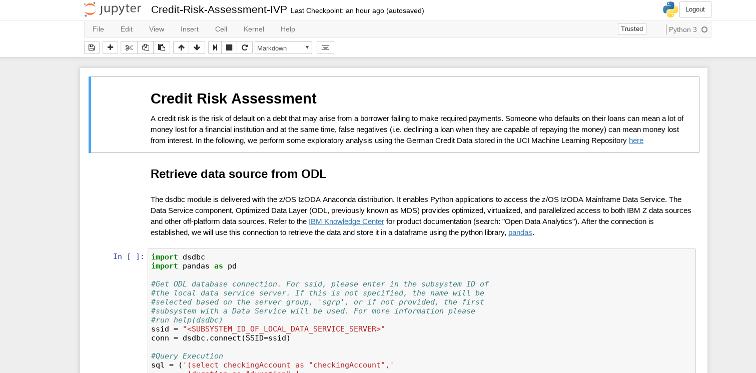 jupyter Credit-Risk-Assessment-IVP Last Checkpoint: an hour ago (autosaved)
Logout
File Edit View Insert Cell Kernel Help
Trusted
Python 3
Markdown
Credit Risk Assessment
A credit risk is the risk of default on a debt that may arise from a borrower failing to make required payments. Someone who defaults on their loans can mean a lot of
money lost for a financial institution and at the same time, false negatives (i.e. declining a loan when they are capable of repaying the money) can mean money lost
from interest. In the following, we perform some exploratory analysis using the German Credit Data stored in the UCI Machine Learning Repository here
Retrieve data source from ODL
The dsdbc module is delivered with the z/OS IzODA Anaconda distribution. It enables Python applications to access the z/OS IzODA Mainframe Data Service. The
Data Service component, Optimized Data Layer (ODL, previously known as MDS) provides optimized, virtualized, and parallelized access to both IBM Z data sources
and other off-platform data sources. Refer to the IBM Knowledge Center for product documentation (search: "Open Data Analytics"). After the connection is
established, we will use this connection to retrieve the data and store it in a dataframe using the python library, pandas.
In [ ]:
import dsdbc
import pandas as pd
#Get ODL database connection. For ssid, please enter in the subsystem ID of
#the local data service server. If this is not specified, the name will be
#selected based on the server group, 'sgrp', or if not provided, the first
#subsystem with a Data Service will be used. For more information please
#run help(dsdbc)
ssid = "<SUBSYSTEM_ID_OF_LOCAL_DATA_SERVICE_SERVER>"
conn = dsdbc.connect(SSID=ssid)
#Query Execution
sql = ('(select checkingAccount as "checkingAccount",'